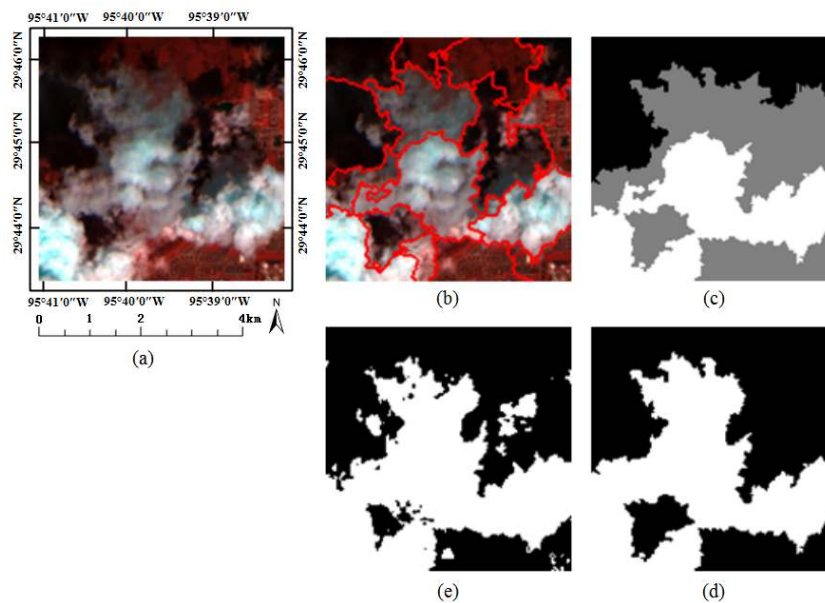 95°41′0″W 95°40′0″W 95°39′0″W
29°46′0″N 29°46′0″N
29°45′0″N 29°45′0″N
29°44′0″N 29°44′0″N
95°41′0″W 95°40′0″W 95°39′0″W
N
0 1 2 4km
(a)
(b)
(c)
(e)
(d)